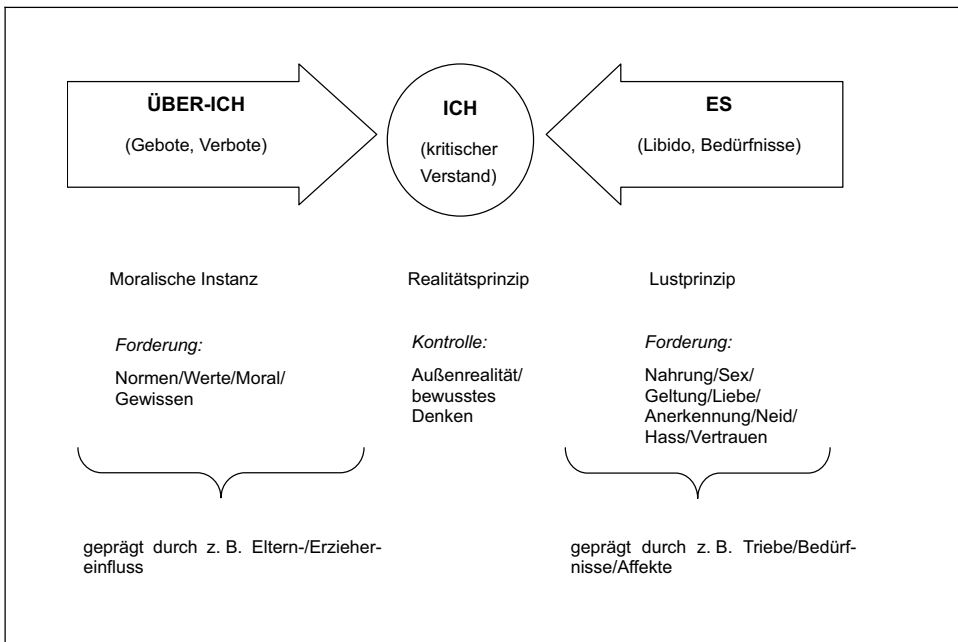 ÜBER-ICH
(Gebote, Verbote)
ICH
(kritischer
Verstand)
ES
(Libido, Bedürfnisse)
Moralische Instanz
Realitätsprinzip
Lustprinzip
Forderung:
Normen/Werte/Moral/
Gewissen
Kontrolle:
Außenrealität/
bewusstes
Denken
Forderung:
Nahrung/Sex/
Geltung/Liebe/
Anerkennung/Neid/
Hass/Vertrauen
geprägt durch z. B. Eltern-/Erzieher-
einfluss
geprägt durch z. B. Triebe/Bedürf-
nisse/Affekte